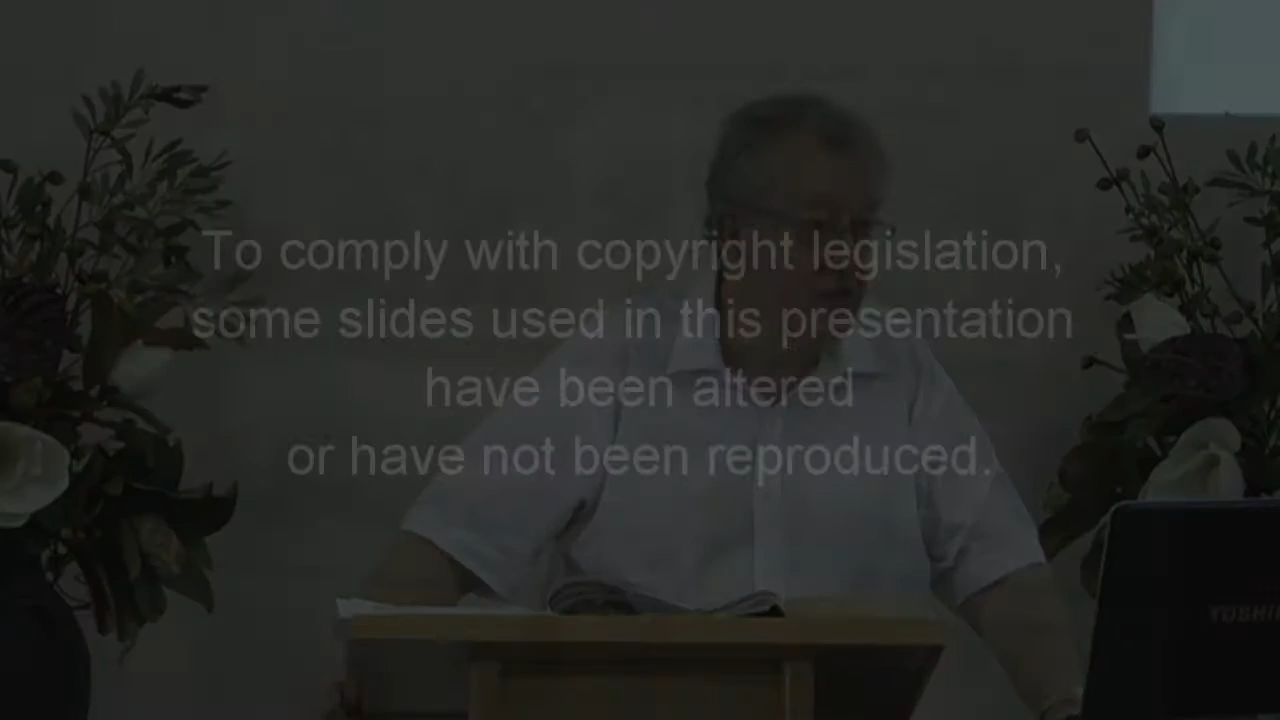 To comply with copyright legislation,
some slides used in this presentation
have been altered
or have not been reproduced.